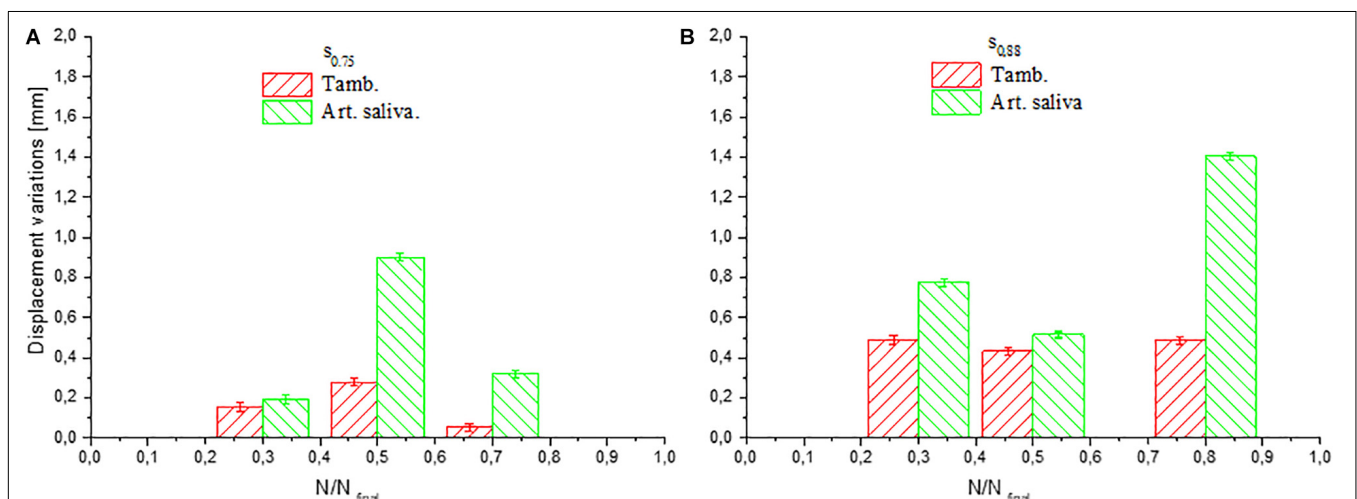 A
s0.75
Tamb.
Art. saliva.
Displacement variations [mm]
2,0
1,8
1,6
1,4
1,2
1,0
0,8
0,6
0,4
0,2
0,0
0,0 0,1 0,2 0,3 0,4 0,5 0,6 0,7 0,8 0,9 1,0
N/N final
B
s0.88
Tamb.
Art. saliva
2,0
1,8
1,6
1,4
1,2
1,0
0,8
0,6
0,4
0,2
0,0
0,0 0,1 0,2 0,3 0,4 0,5 0,6 0,7 0,8 0,9 1,0
N/N final